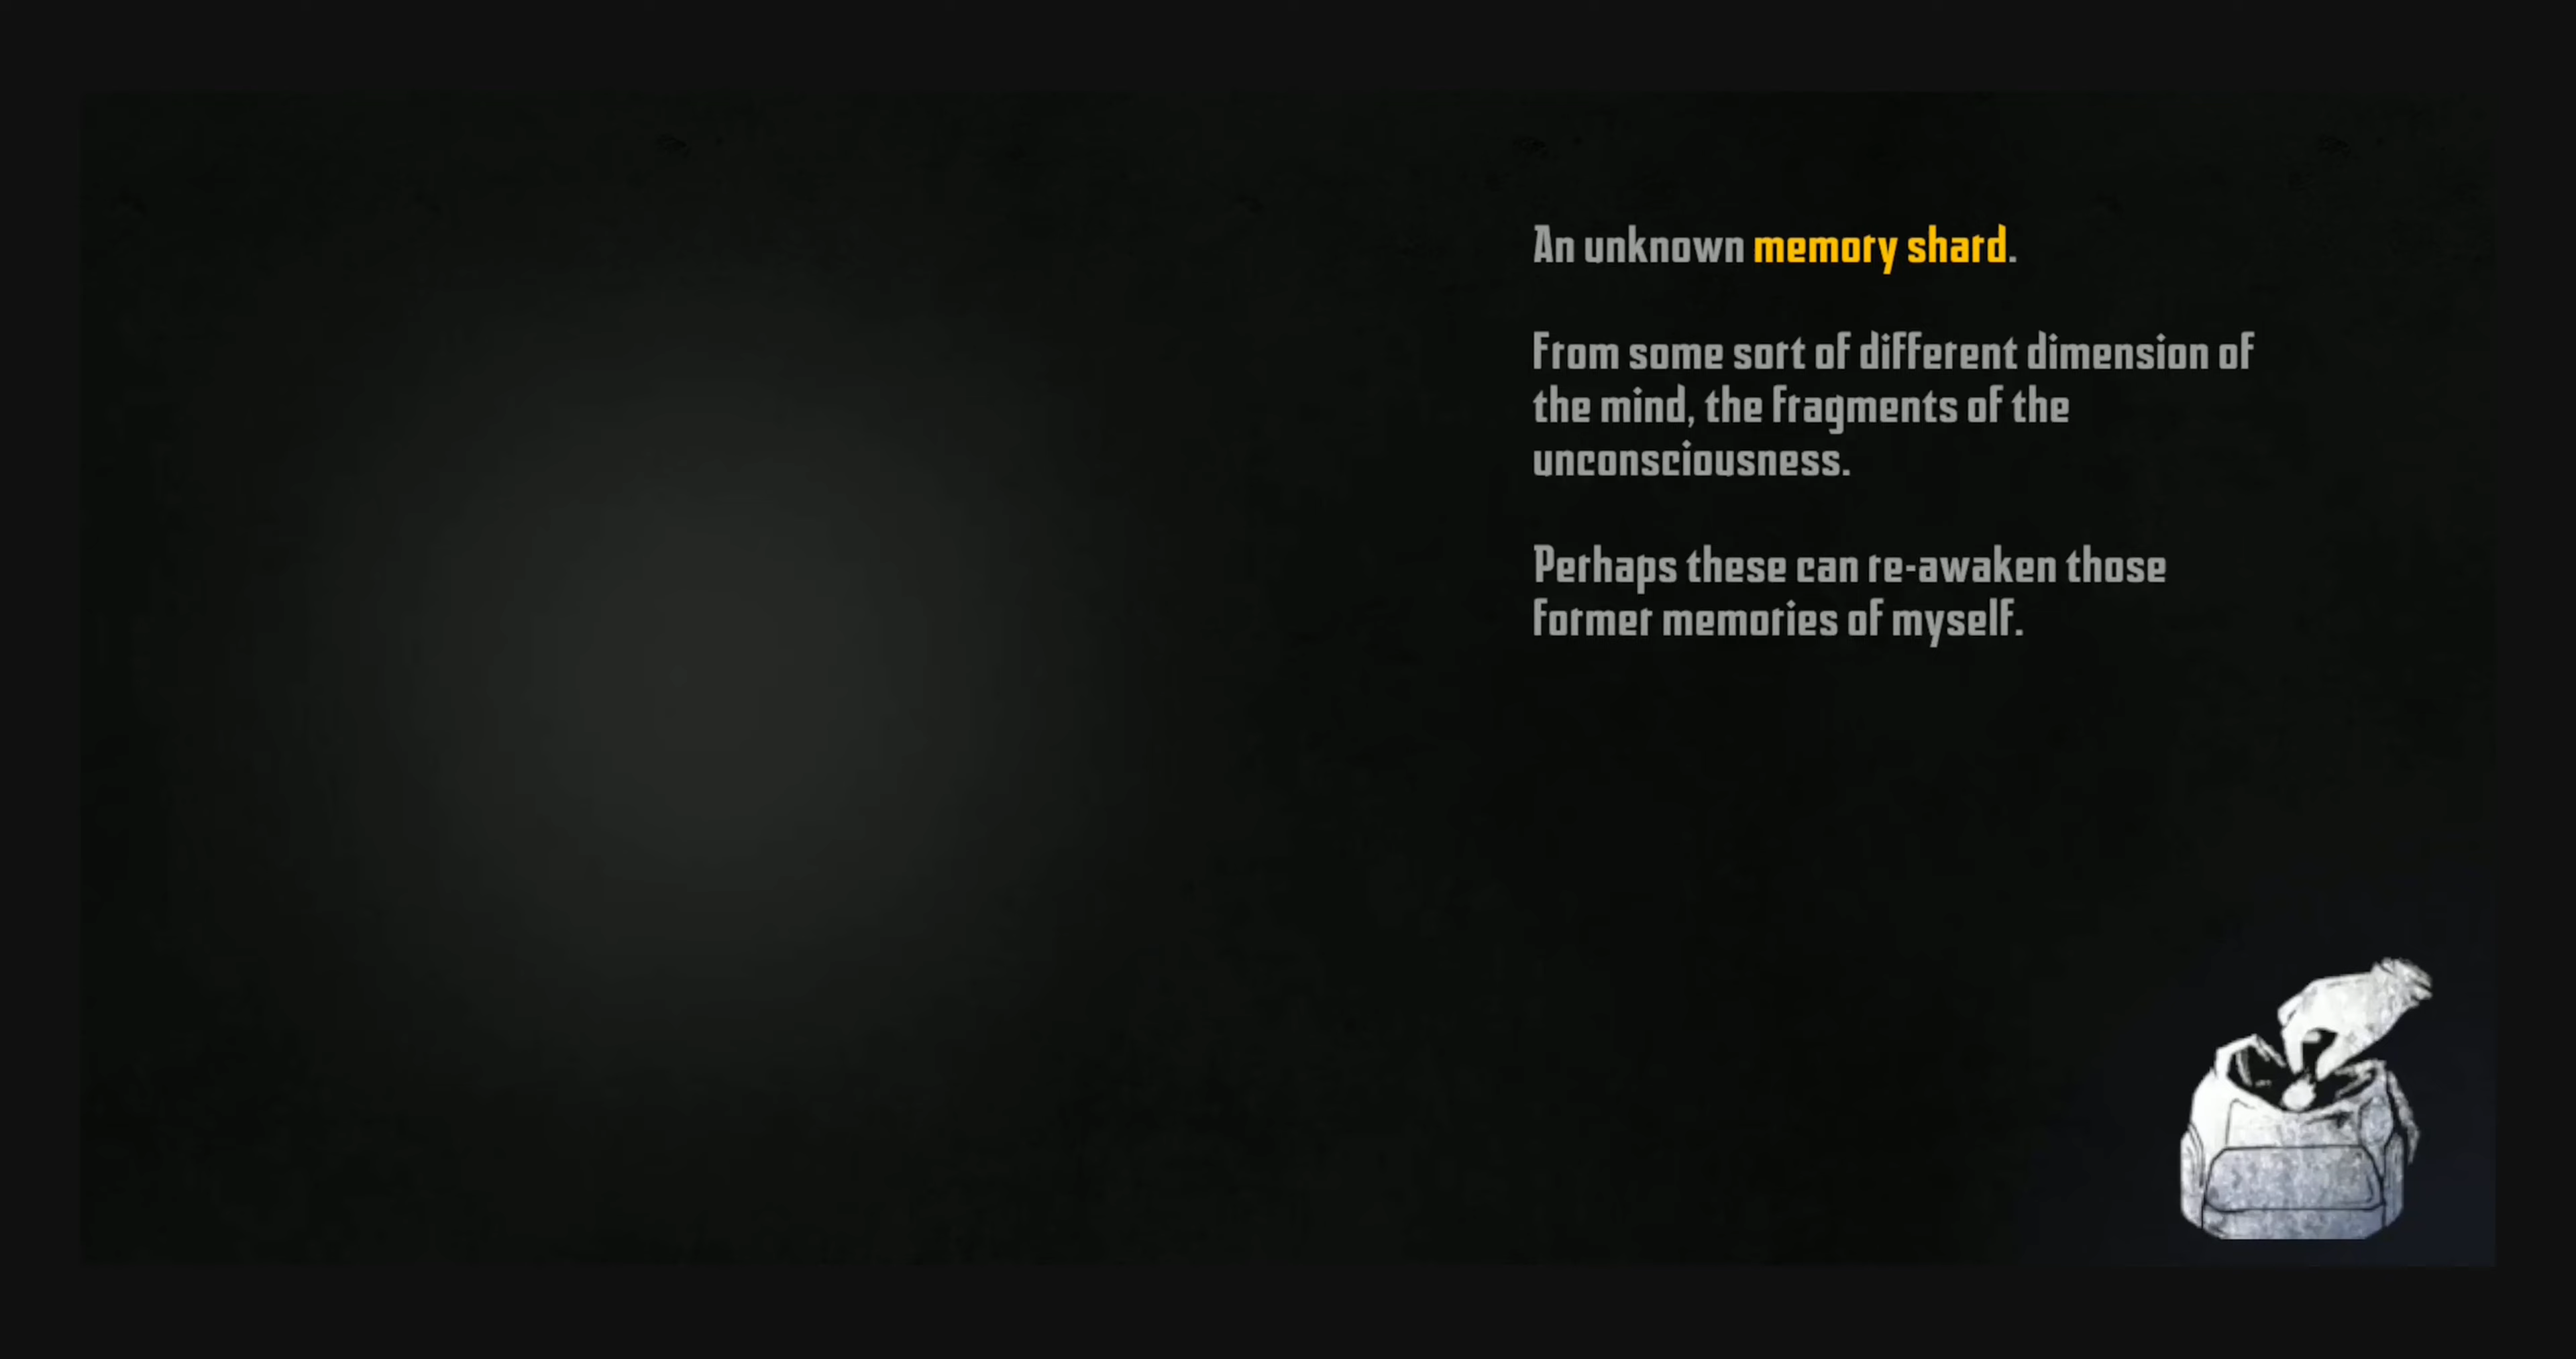 An unknown memory shard.
From some sort of different dimension of
the mind, the fragments of the
unconsciousness.
Perhaps these can re-awaken those
former memories of myself.